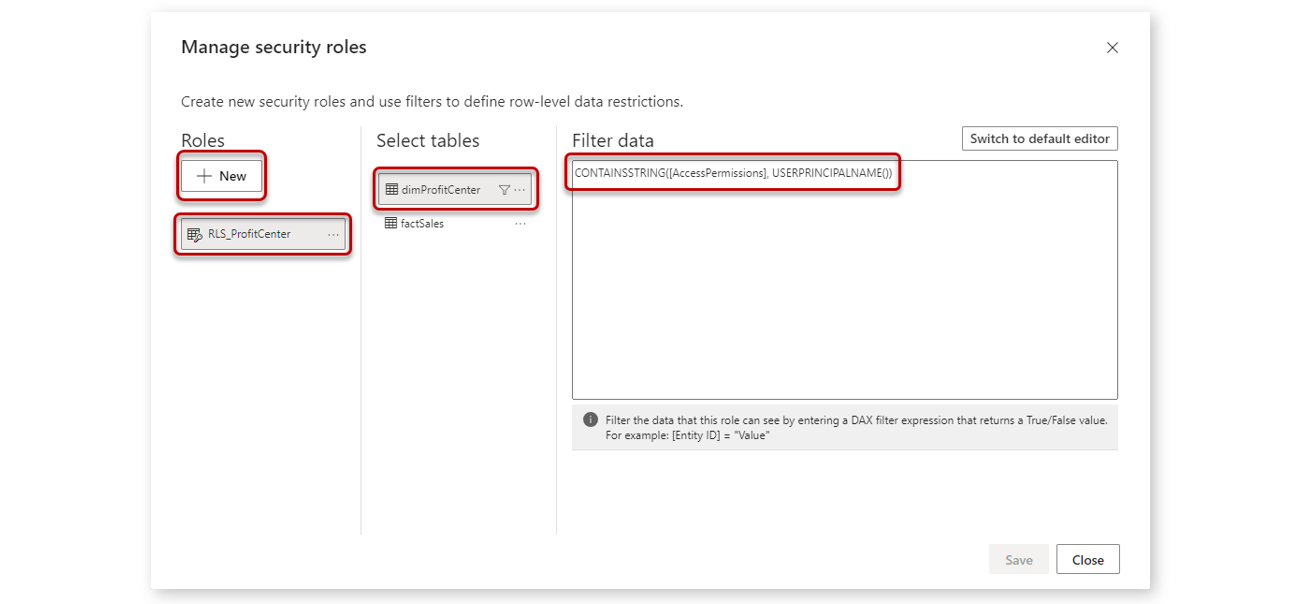 Manage security roles
Create new security roles and use filters to define row-level data restrictions.
Roles
New
RLS_ProfitCenter
Select tables
dimProfitCenter
factSales
Filter data
Switch to default editor
CONTAINSSTRING([AccessPermissions], USERPRINCIPALNAME())
Filter the data that this role can see by entering a DAX filter expression that returns a True/False value.
For example: [Entity ID] = "Value"
Save
Close